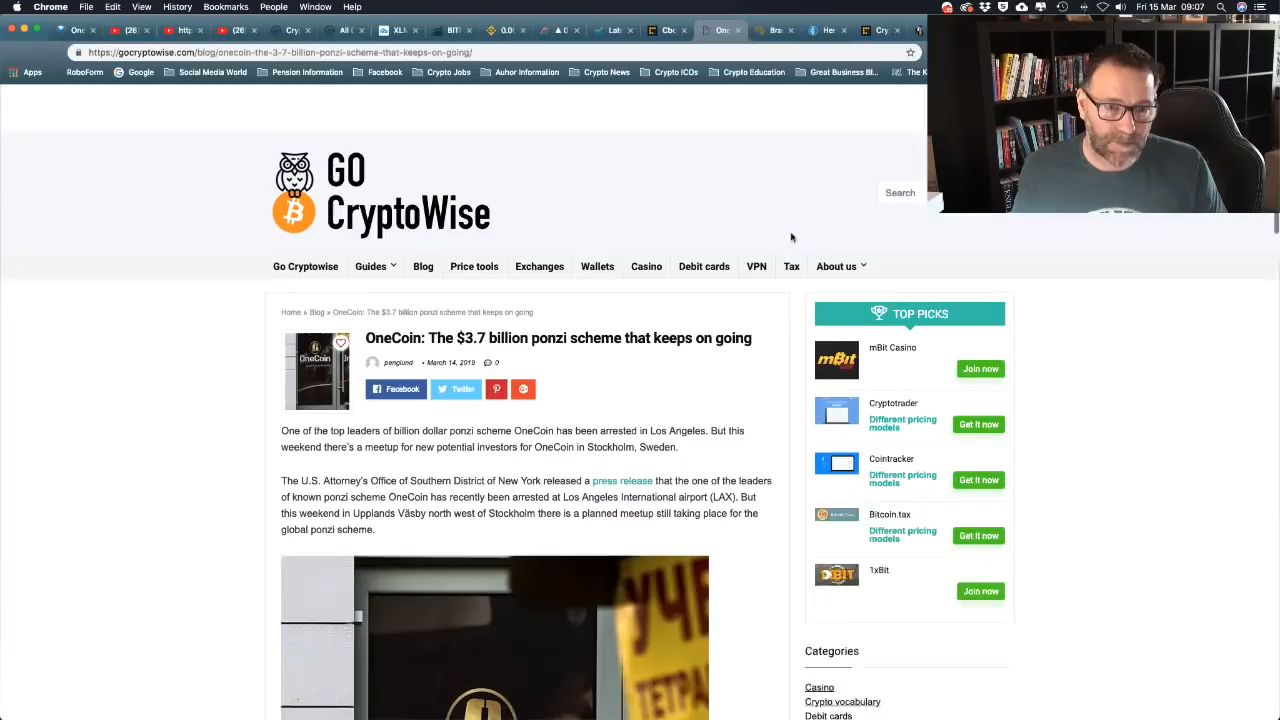 Chrome File Edit View History Bookmarks People Window Help Fri 15 Mar 09:07
https://gocryptowise.com/blog/onecoin-the-3-7-billion-ponzi-scheme-that-keeps-on-going/
Apps RoboForm Google Social Media World Pension Information Facebook Crypto Jobs Auhor Information Crypto News Crypto ICOs Crypto Education Great Business Bl... The K
GO
CryptoWise
Search
Go Cryptowise Guides Blog Price tools Exchanges Wallets Casino Debit cards VPN Tax About us
Home » Blog » OneCoin: The $3.7 billion ponzi scheme that keeps on going
OneCoin: The $3.7 billion ponzi scheme that keeps on going
penglund • March 14, 2019 0
Facebook Twitter
OneCoin
One of the top leaders of billion dollar ponzi scheme OneCoin has been arrested in Los Angeles. But this
weekend there's a meetup for new potential investors for OneCoin in Stockholm, Sweden.
The U.S. Attorney's Office of Southern District of New York released a press release that the one of the leaders
of known ponzi scheme OneCoin has recently been arrested at Los Angeles International airport (LAX). But
this weekend in Upplands Väsby north west of Stockholm there is a planned meetup still taking place for the
global ponzi scheme.
TOP PICKS
mBit
mBit Casino
Join now
Cryptotrader
Different pricing
models
Get it now
Cointracker
Different pricing
models
Get it now
Bitcoin.tax
Different pricing
models
Get it now
1xBit
Join now
Categories
Casino
Crypto vocabulary
Debit cards